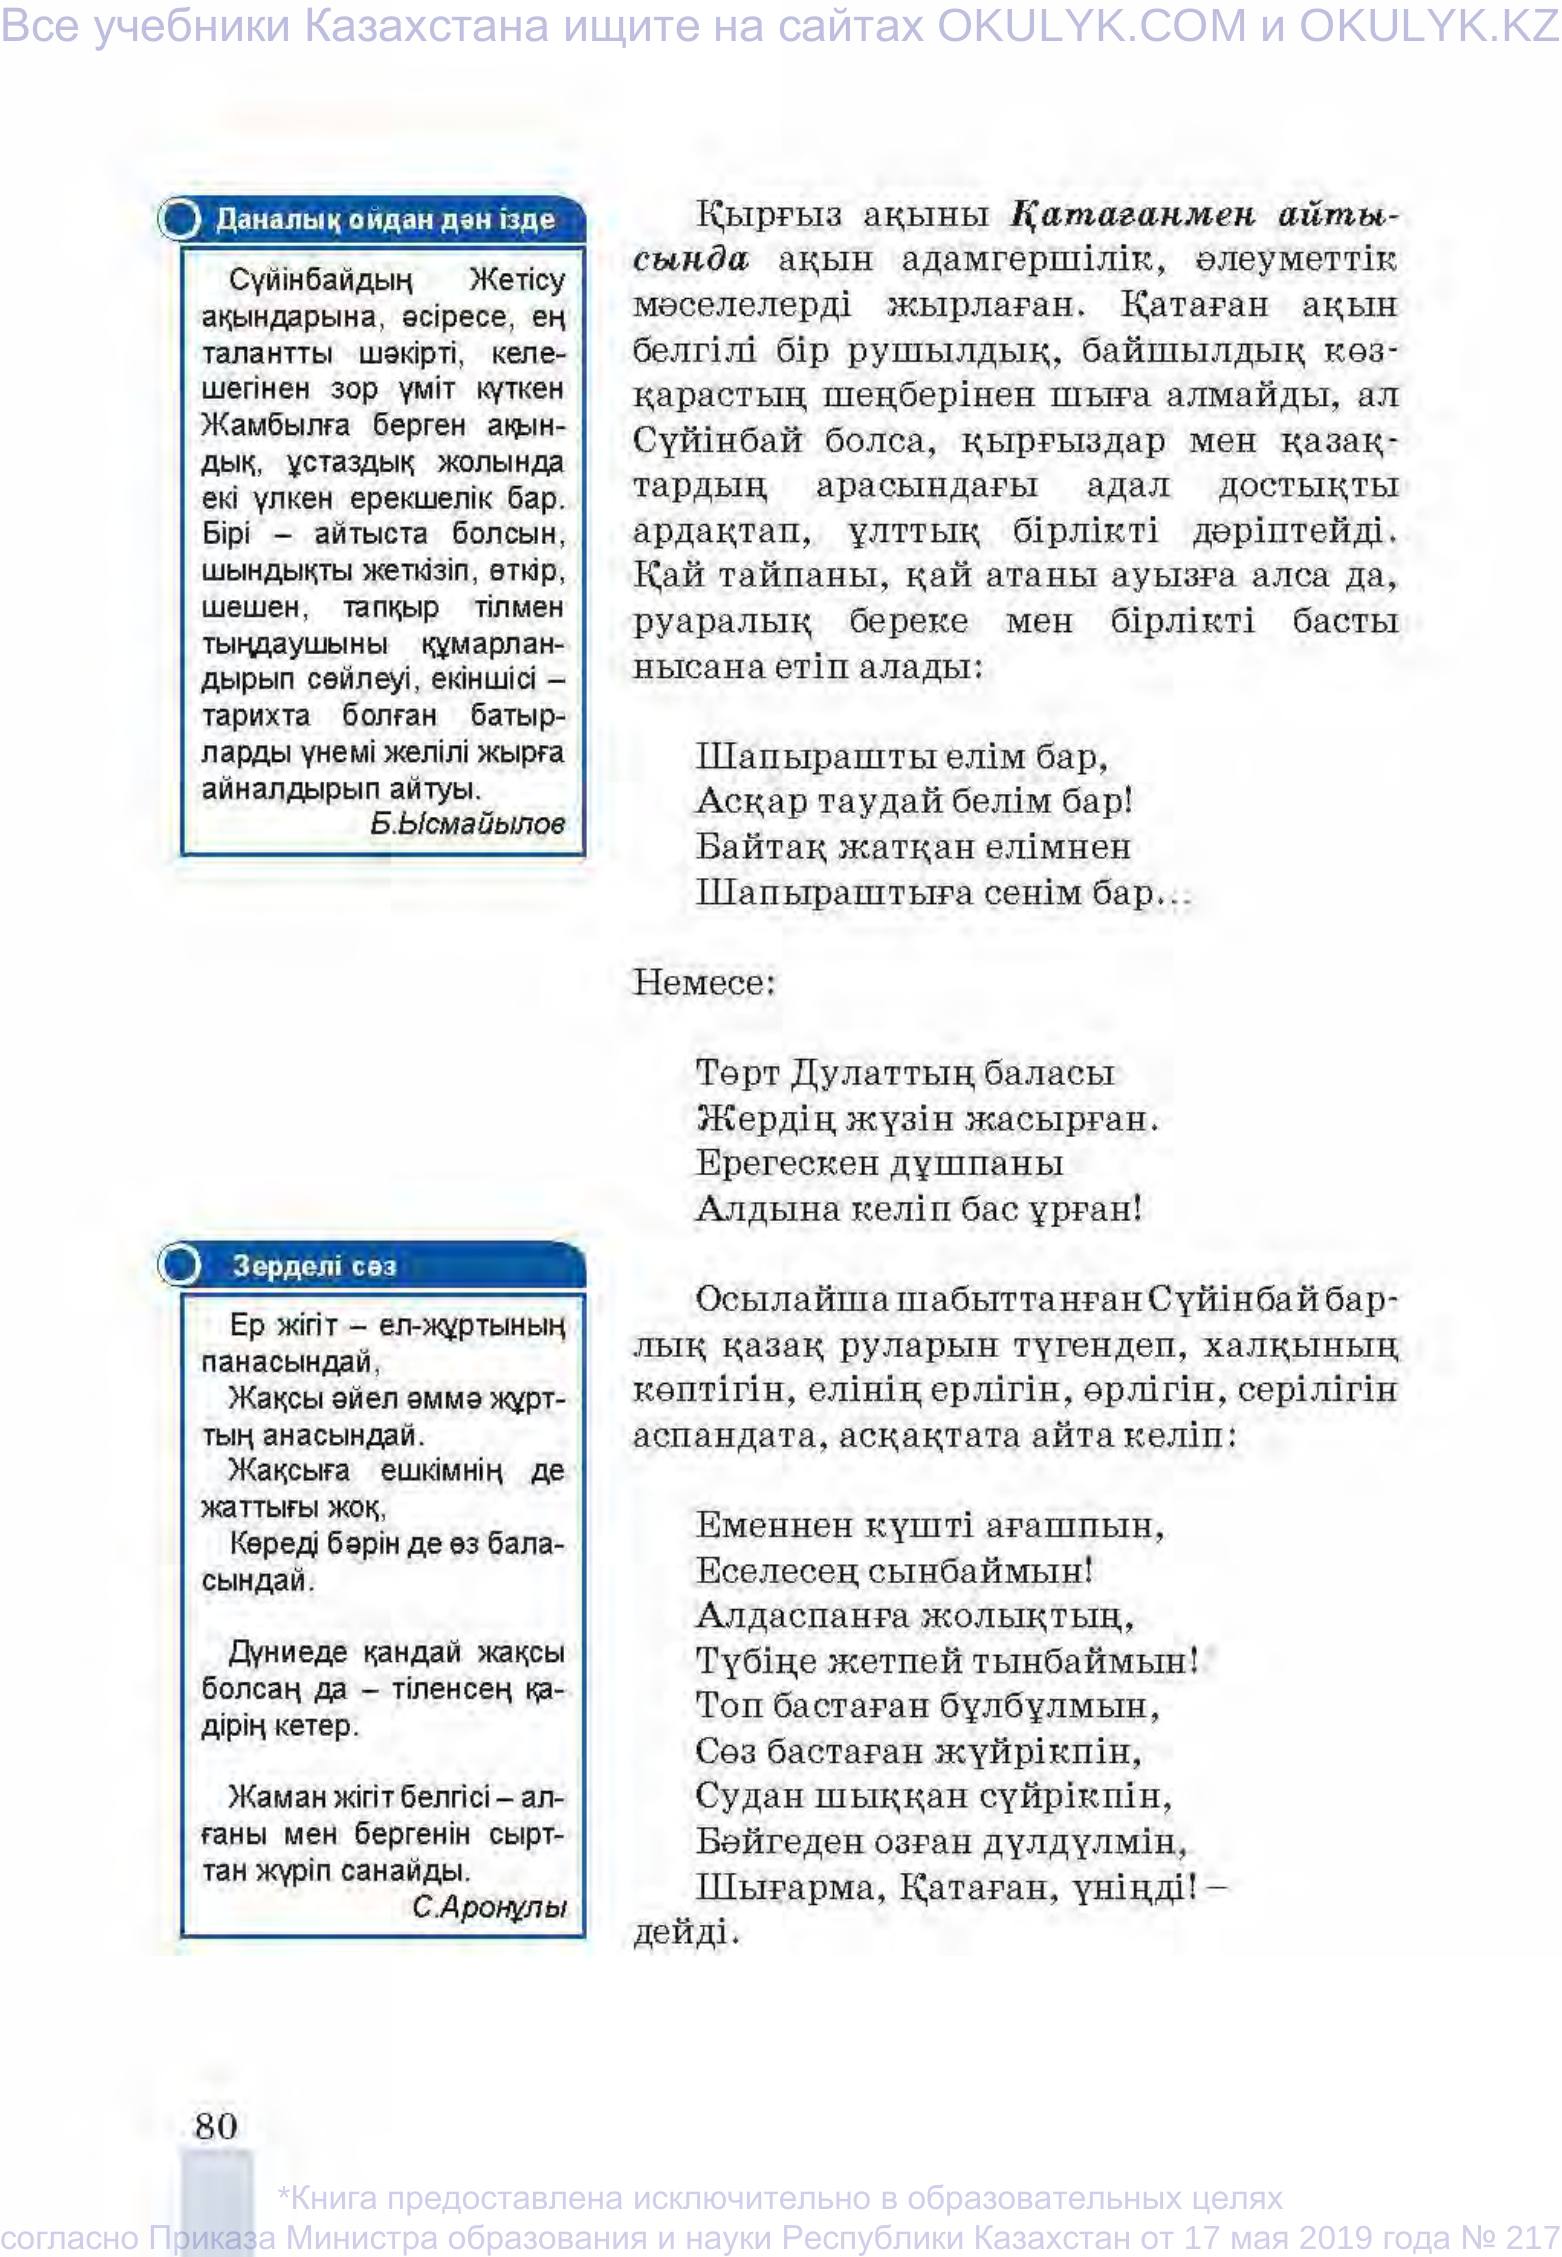 Все учебники Казахстана ищите на сайтах OKULYK.COM и OKULYK.KZ
Даналық ойдан дән ізде
Сүйінбайдың Жетісу
ақындарына, әсіресе, ең
талантты шәкірті, келе-
шегінен зор үміт күткен
Жамбылға берген ақын-
дық, ұстаздық жолында
екі үлкен ерекшелік бар.
Бірі – айтыста болсын,
шындықты жеткізіп, өткір,
шешен, тапқыр тілмен
тыңдаушыны құмарлан-
дырып сөйлеуі, екіншісі –
тарихта болған батыр-
ларды үнемі желілі жырға
айналдырып айтуы.
Б.Ысмайылов
Зерделі сөз
Ер жігіт – ел-жұртының
панасындай,
Жақсы әйел әммә жұрт-
тың анасындай.
Жақсыға ешкімнің де
жаттығы жоқ,
Көреді бәрін де өз бала-
сындай.
Дүниеде қандай жақсы
болсаң да – тіленсең қа-
дірің кетер.
Жаман жігіт белгісі – ал-
ғаны мен бергенін сырт-
тан жүріп санайды.
С.Аронұлы
Қырғыз ақыны Қатағанмен айты-
сында ақын адамгершілік, әлеуметтік
мәселелерді жырлаған. Қатаған ақын
белгілі бір рушылдық, байшылдық көз-
қарастың шеңберінен шыға алмайды, ал
Сүйінбай болса, қырғыздар мен қазақ-
тардың арасындағы адал достықты
ардақтап, ұлттық бірлікті дәріптейді.
Қай тайпаны, қай атаны ауызға алса да,
руаралық береке мен бірлікті басты
нысана етіп алады:
Шапырашты елім бар,
Асқар таудай белім бар!
Байтақ жатқан елімнен
Шапыраштыға сенім бар...
Немесе:
Төрт Дулаттың баласы
Жердің жүзін жасырған.
Ерегескен дұшпаны
Алдына келіп бас ұрған!
Осылайша шабыттанған Сүйінбай бар-
лық қазақ руларын түгендеп, халқының
көптігін, елінің ерлігін, өрлігін, серілігін
аспандата, асқақтата айта келіп:
Еменнен күшті ағашпын,
Еселесең сынбаймын!
Алдаспанға жолықтың,
Түбіңе жетпей тынбаймын!
Топ бастаған бұлбұлмын,
Сөз бастаған жүйрікпін,
Судан шыққан сүйрікпін,
Бәйгеден озған дүлдүлмін,
Шығарма, Қатаған, үніңді! –
дейді.
80
*Книга предоставлена исключительно в образовательных целях
согласно Приказа Министра образования и науки Республики Казахстан от 17 мая 2019 года № 217